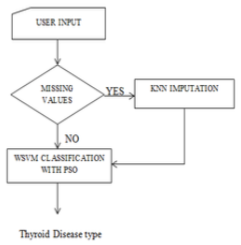 USER INPUT
MISSING
VALUES
YES
KNN IMPUTATION
NO
WSVM CLASSIFICATION
WITH PSO
Thyroid Disease type